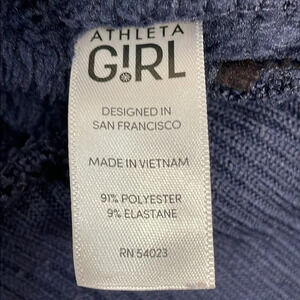 ATHLETA
G!RL
DESIGNED IN
SAN FRANCISCO
MADE IN VIETNAM
91% POLYESTER
9% ELASTANE
RN 54023